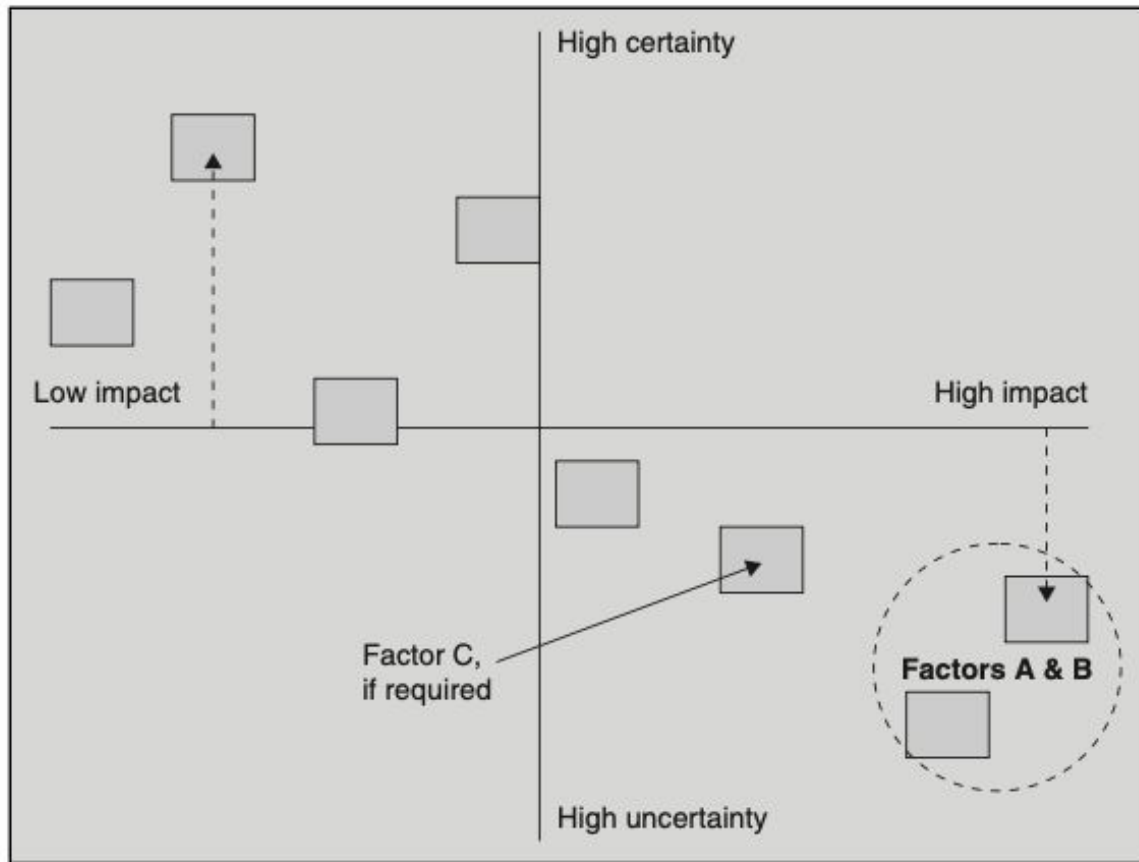 High certainty
Low impact
High impact
Factor C,
if required
Factors A & B
High uncertainty